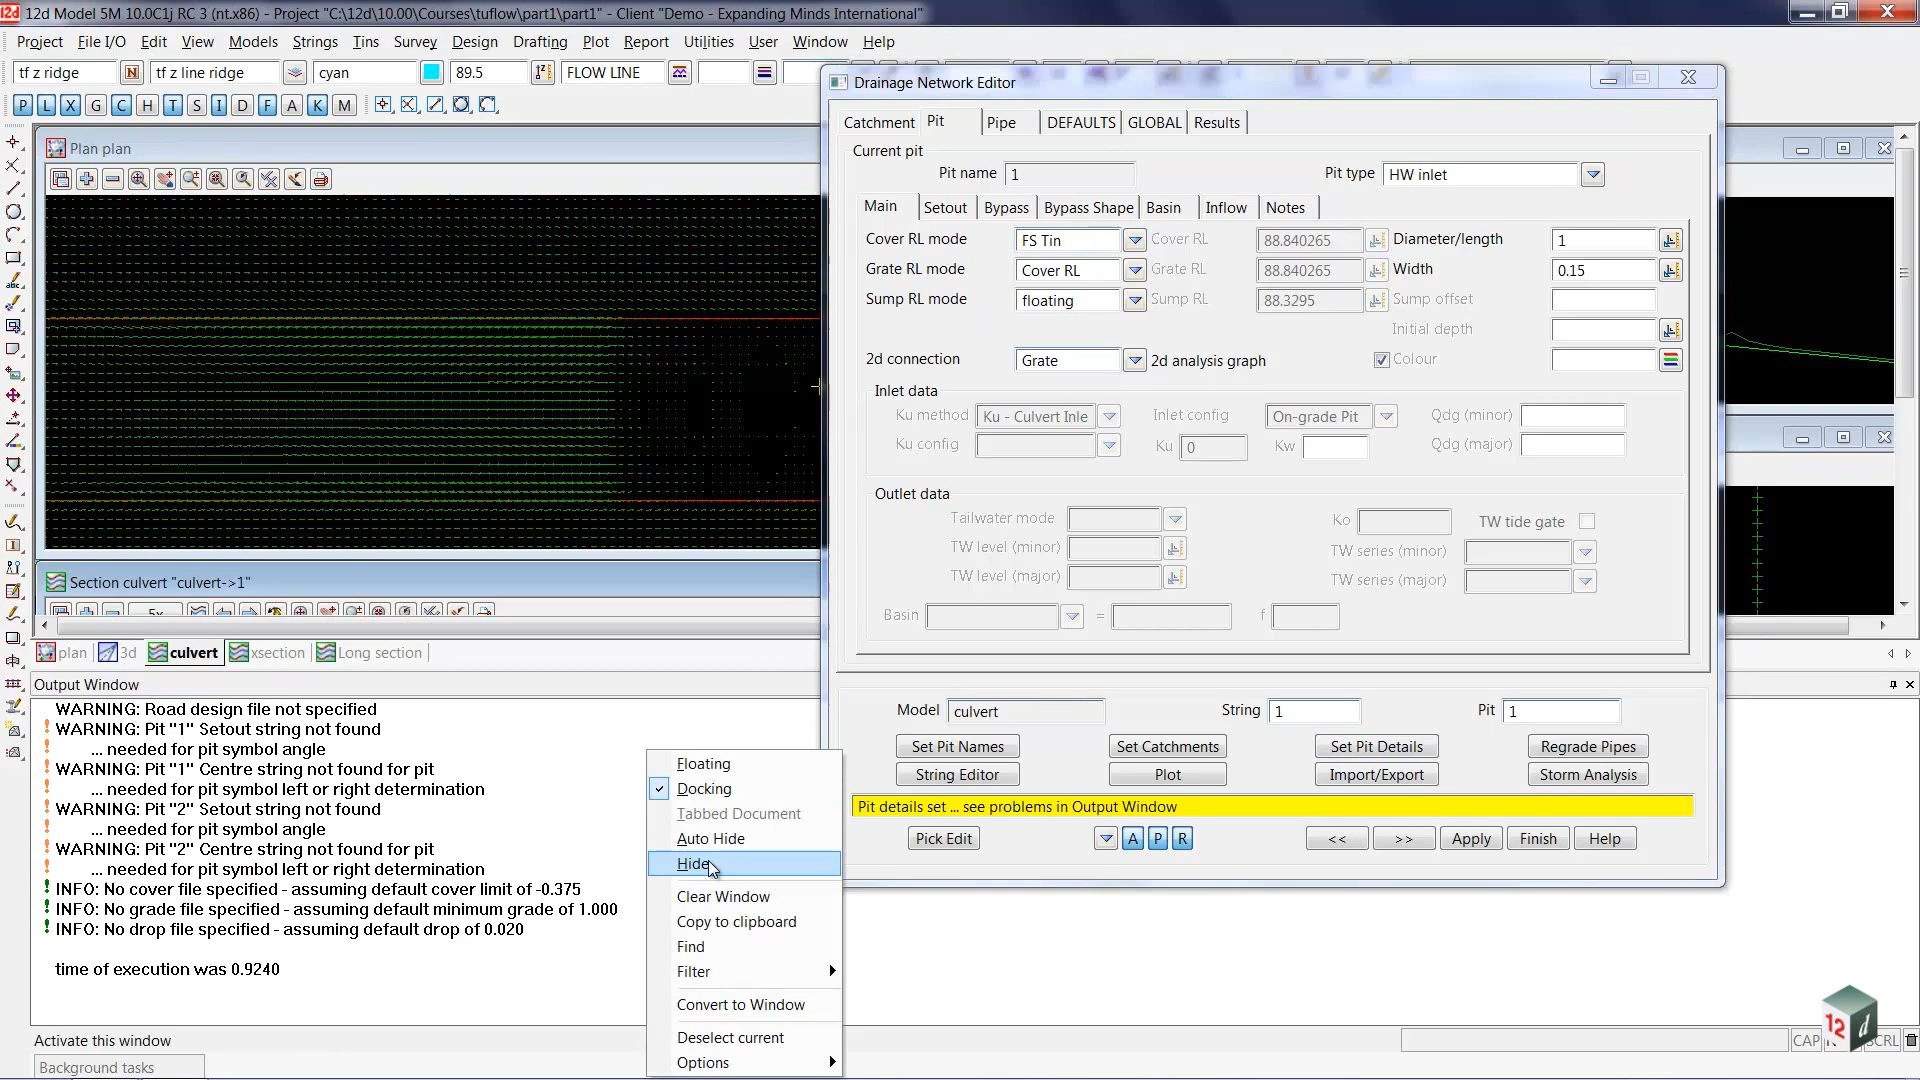 12d Model 5M 10.0C1j RC 3 (nt.x86) - Project "C:\12d\10.00\Courses\tuflow\part1\part1" - Client "Demo - Expanding Minds International"
Project File I/O Edit View Models Strings Tins Survey Design Drafting Plot Report Utilities User Window Help
tf z ridge N tf z line ridge cyan 89.5 FLOW LINE
P L X G C H T S I D F A K M
Plan plan
Section culvert "culvert->1"
5x
plan 3d culvert xsection Long section
Output Window
WARNING: Road design file not specified
WARNING: Pit "1" Setout string not found
... needed for pit symbol angle
WARNING: Pit "1" Centre string not found for pit
... needed for pit symbol left or right determination
WARNING: Pit "2" Setout string not found
... needed for pit symbol angle
WARNING: Pit "2" Centre string not found for pit
... needed for pit symbol left or right determination
INFO: No cover file specified - assuming default cover limit of -0.375
INFO: No grade file specified - assuming default minimum grade of 1.000
INFO: No drop file specified - assuming default drop of 0.020
time of execution was 0.9240
Activate this window
Background tasks
Floating
Docking
Tabbed Document
Auto Hide
Hide
Clear Window
Copy to clipboard
Find
Filter
Convert to Window
Deselect current
Options
Drainage Network Editor
Catchment Pit Pipe DEFAULTS GLOBAL Results
Current pit
Pit name 1 Pit type HW inlet
Main Setout Bypass Bypass Shape Basin Inflow Notes
Cover RL mode FS Tin Cover RL 88.840265 Diameter/length 1
Grate RL mode Cover RL Grate RL 88.840265 Width 0.15
Sump RL mode floating Sump RL 88.3295 Sump offset
Initial depth
2d connection Grate 2d analysis graph Colour
Inlet data
Ku method Ku - Culvert Inle Inlet config On-grade Pit Qdg (minor)
Ku config Ku 0 Kw Qdg (major)
Outlet data
Tailwater mode Ko TW tide gate
TW level (minor) TW series (minor)
TW level (major) TW series (major)
Basin = f
Model culvert String 1 Pit 1
Set Pit Names Set Catchments Set Pit Details Regrade Pipes
String Editor Plot Import/Export Storm Analysis
Pit details set ... see problems in Output Window
Pick Edit A P R << >> Apply Finish Help
12 d
CAP SCRL